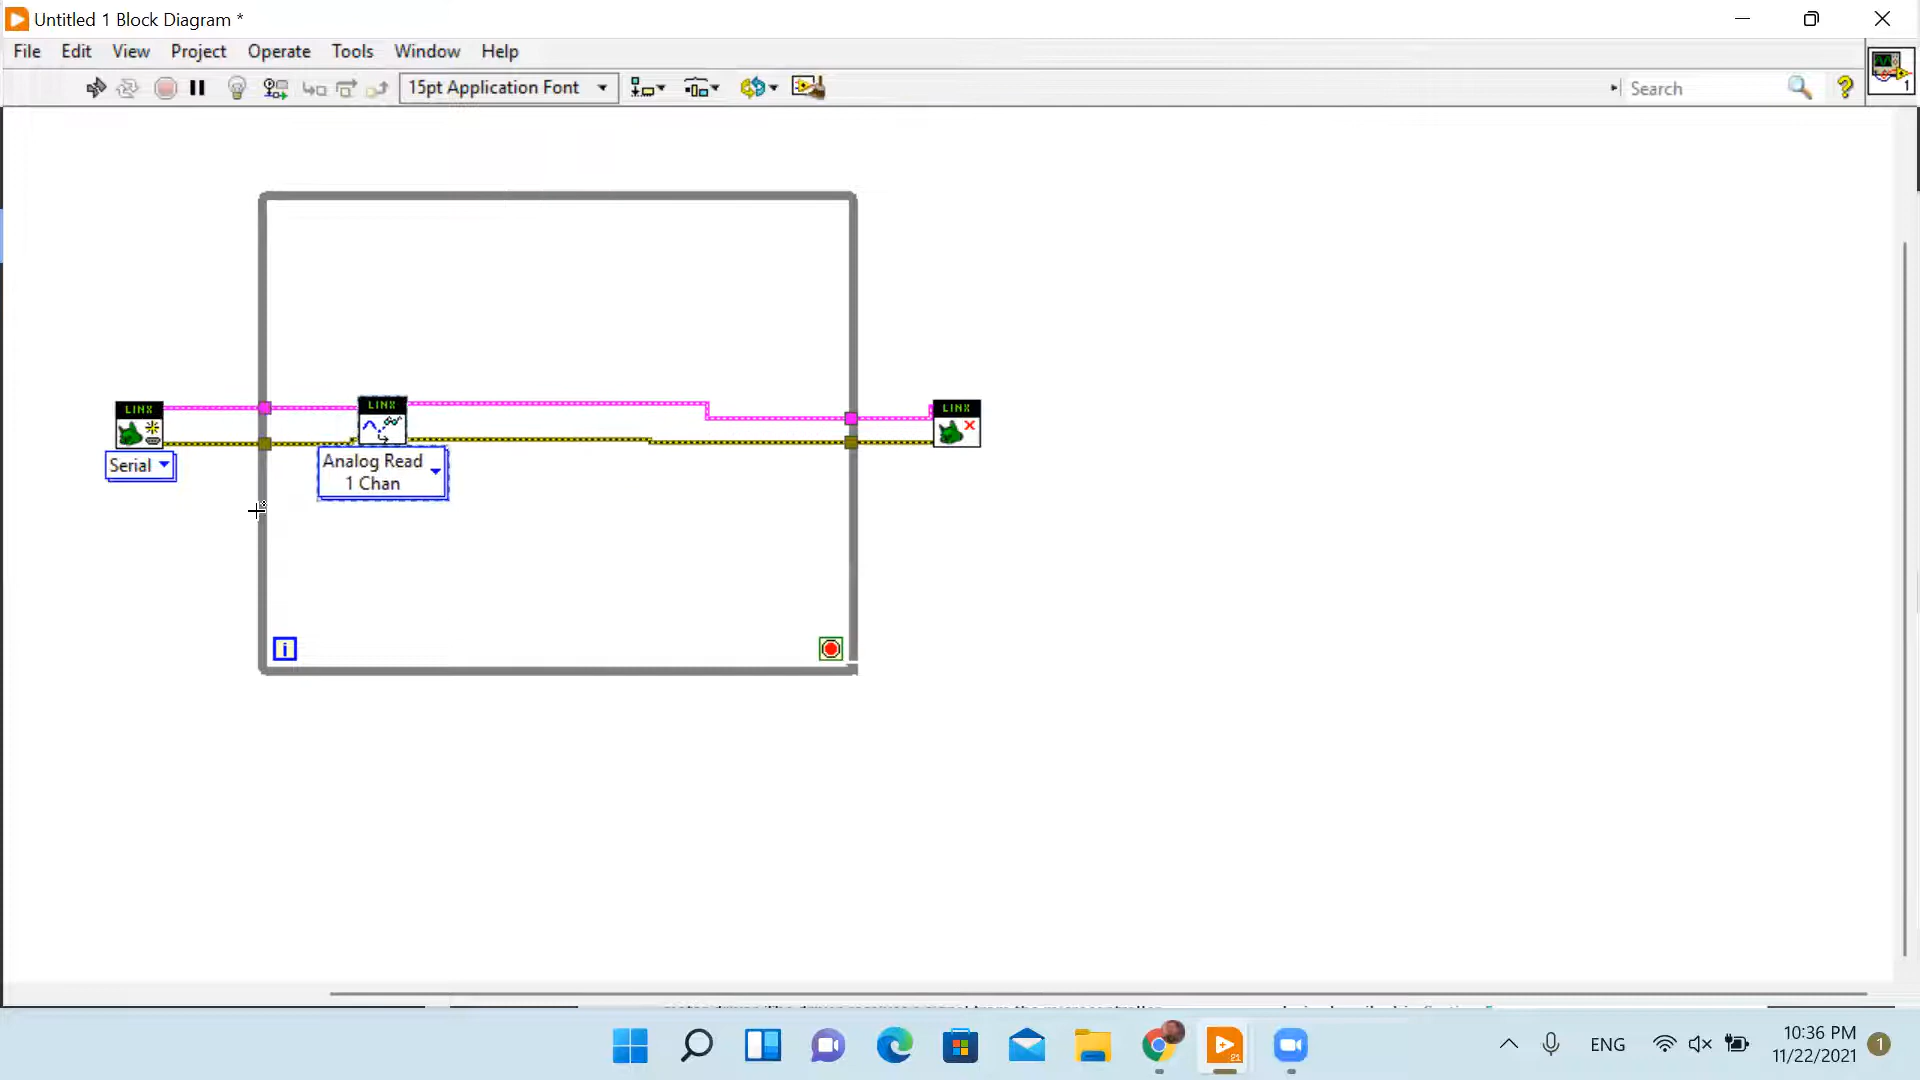 Untitled 1 Block Diagram *
File Edit View Project Operate Tools Window Help
15pt Application Font
Search
1
LINX
Serial
LINX
Analog Read
1 Chan
LINX
i
ENG
10:36 PM
11/22/2021
1